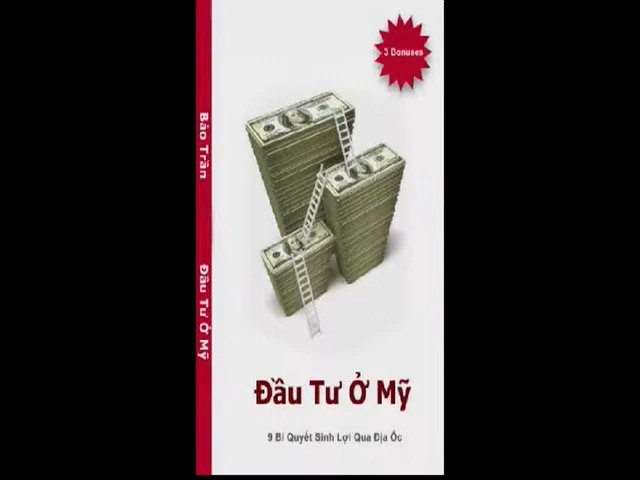 3 Bonuses
Bảo Trần
Đầu Tư Ở Mỹ
Đầu Tư Ở Mỹ
9 Bí Quyết Sinh Lợi Qua Địa Ốc